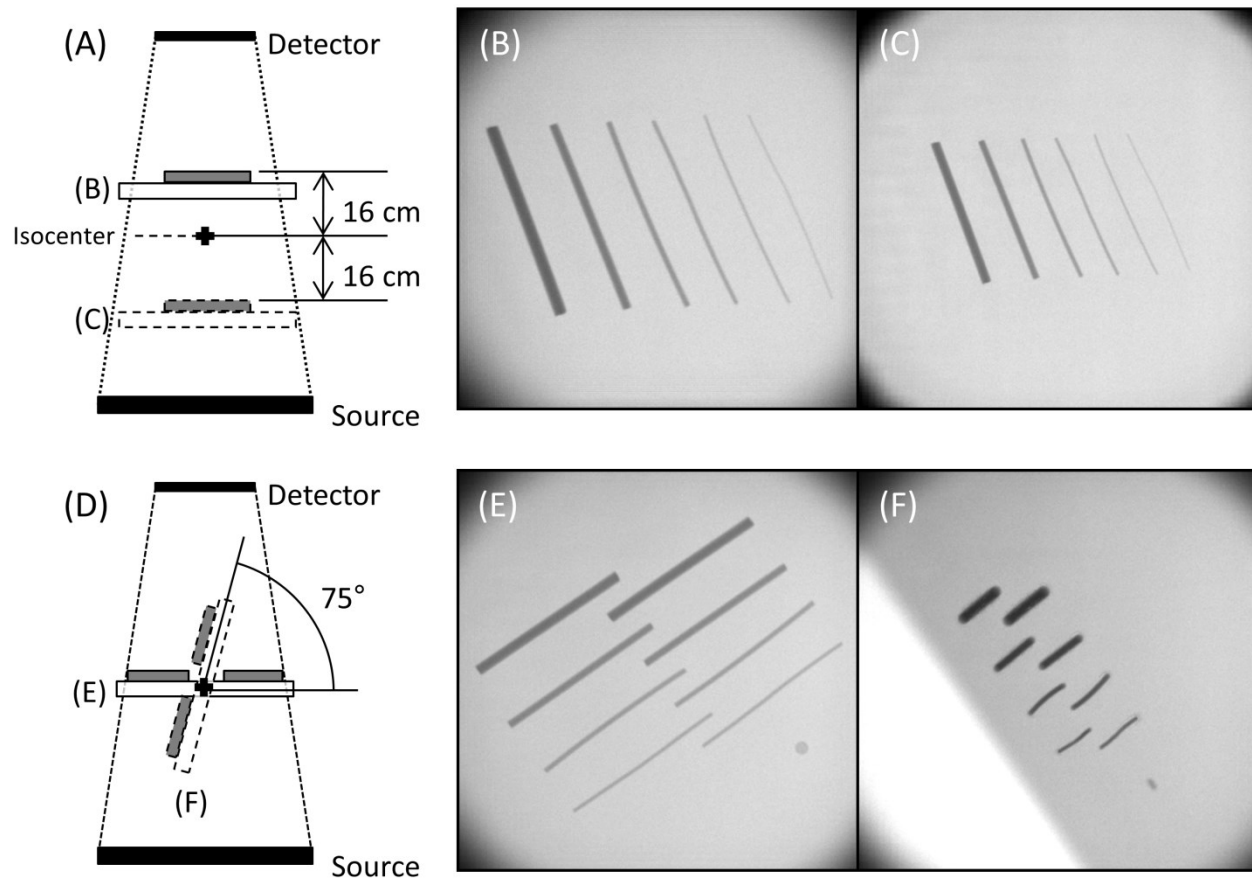 (A)
Detector
(B)
16 cm
Isocenter
16 cm
(C)
Source
(B)
(C)
(D)
Detector
75°
(E)
(F)
Source
(E)
(F)